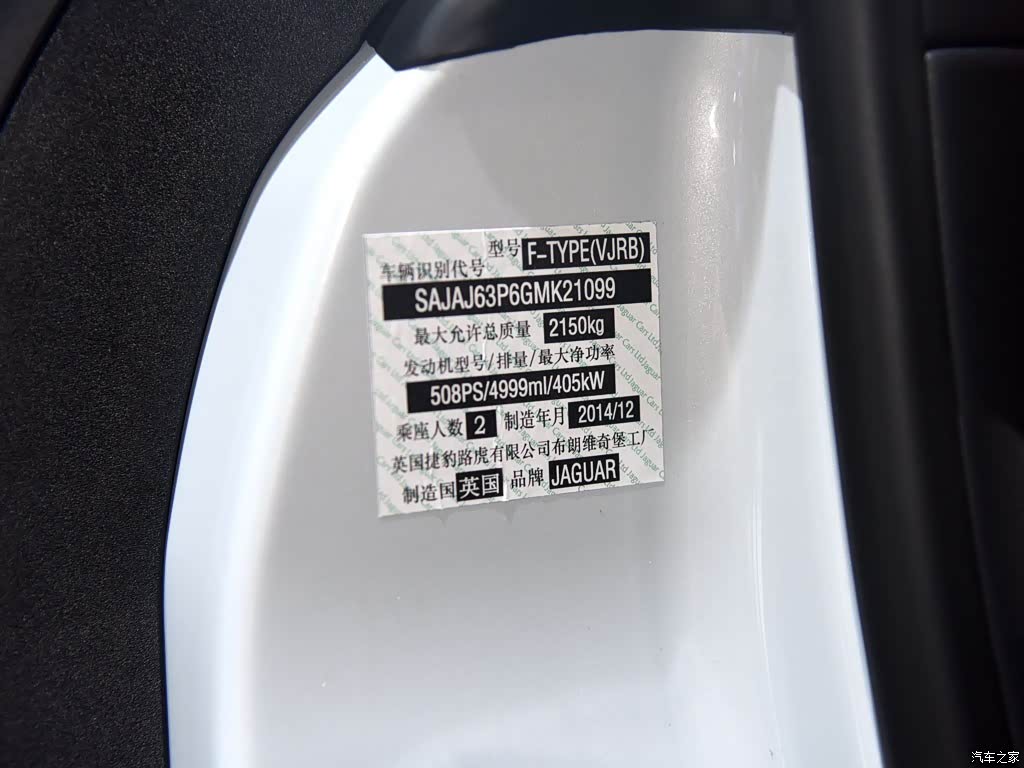 型号 F-TYPE(VJRB)
车辆识别代号
SAJAJ63P6GMK21099
最大允许总质量 2150kg
发动机型号/排量/最大净功率
508PS/4999ml/405kW
乘座人数 2 制造年月 2014/12
英国捷豹路虎有限公司布朗维奇堡工厂
制造国 英国 品牌 JAGUAR
汽车之家